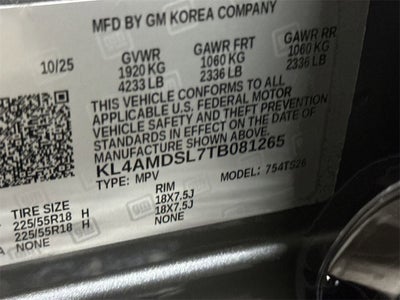 MFD BY GM KOREA COMPANY
10/25
GVWR
1920 KG
4233 LB
GAWR FRT
1060 KG
2336 LB
GAWR RR
1060 KG
2336 LB
THIS VEHICLE CONFORMS TO ALL
APPLICABLE U.S. FEDERAL MOTOR
VEHICLE SAFETY AND THEFT PREVENTION
STANDARDS IN EFFECT ON THE DATE OF
MANUFACTURE SHOWN ABOVE.
KL4AMDSL7TB081265
TYPE: MPV
MODEL: 754TS26
TIRE SIZE
225/55R18 H
225/55R18 H
NONE
RIM
18X7.5J
18X7.5J
NONE